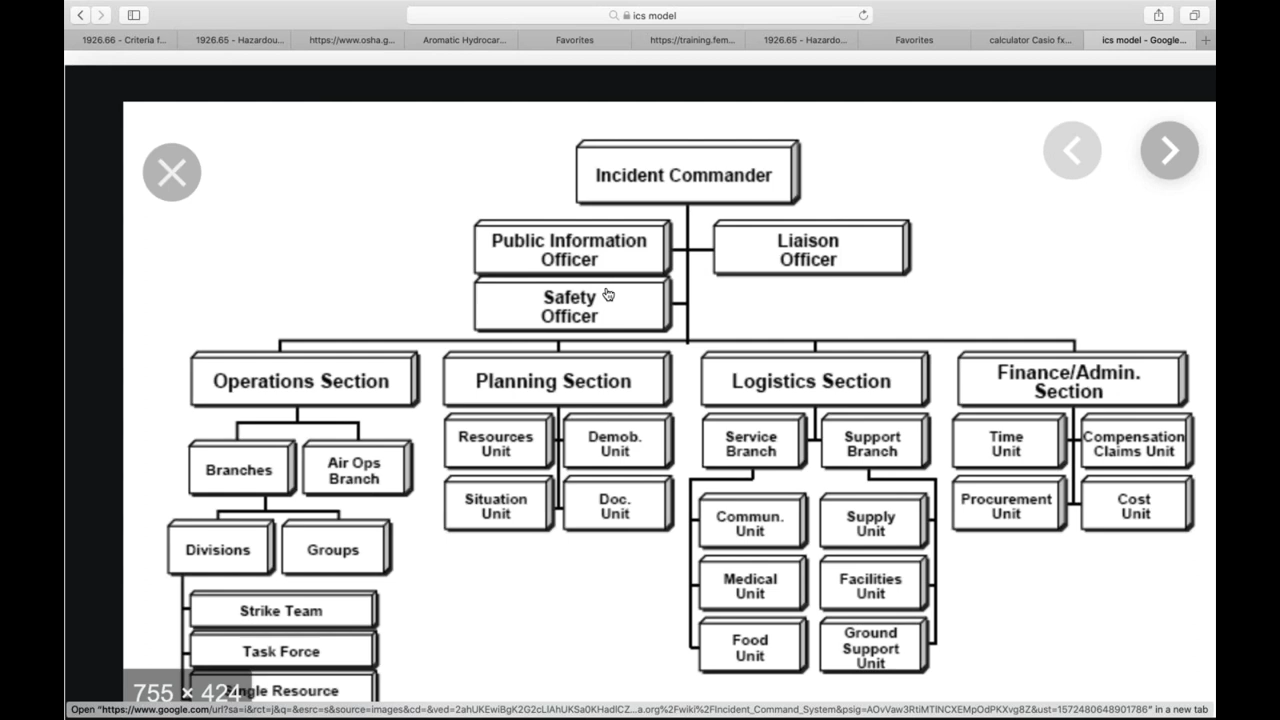 ics model
1926.66 - Criteria f...
1926.65 - Hazardou...
https://www.osha.g...
Aromatic Hydrocar...
Favorites
https://training.fem...
1926.65 - Hazardo...
Favorites
calculator Casio fx...
ics model - Google...
Incident Commander
Public Information
Officer
Liaison
Officer
Safety
Officer
Operations Section
Planning Section
Logistics Section
Finance/Admin.
Section
Branches
Air Ops
Branch
Divisions
Groups
Strike Team
Task Force
Single Resource
Resources
Unit
Demob.
Unit
Situation
Unit
Doc.
Unit
Service
Branch
Support
Branch
Commun.
Unit
Supply
Unit
Medical
Unit
Facilities
Unit
Food
Unit
Ground
Support
Unit
Time
Unit
Compensation
Claims Unit
Procurement
Unit
Cost
Unit
755 × 424
Open "https://www.google.com/url?sa=i&rct=j&q=&esrc=s&source=images&cd=&ved=2ahUKEwiBgK2G2cLlAhUKSa0KHadICZ...a.org%2Fwiki%2FIncident_Command_System&psig=AOvVaw3RtiMTlNCXEMpOdPKXvg8Z&ust=1572480648901786" in a new tab